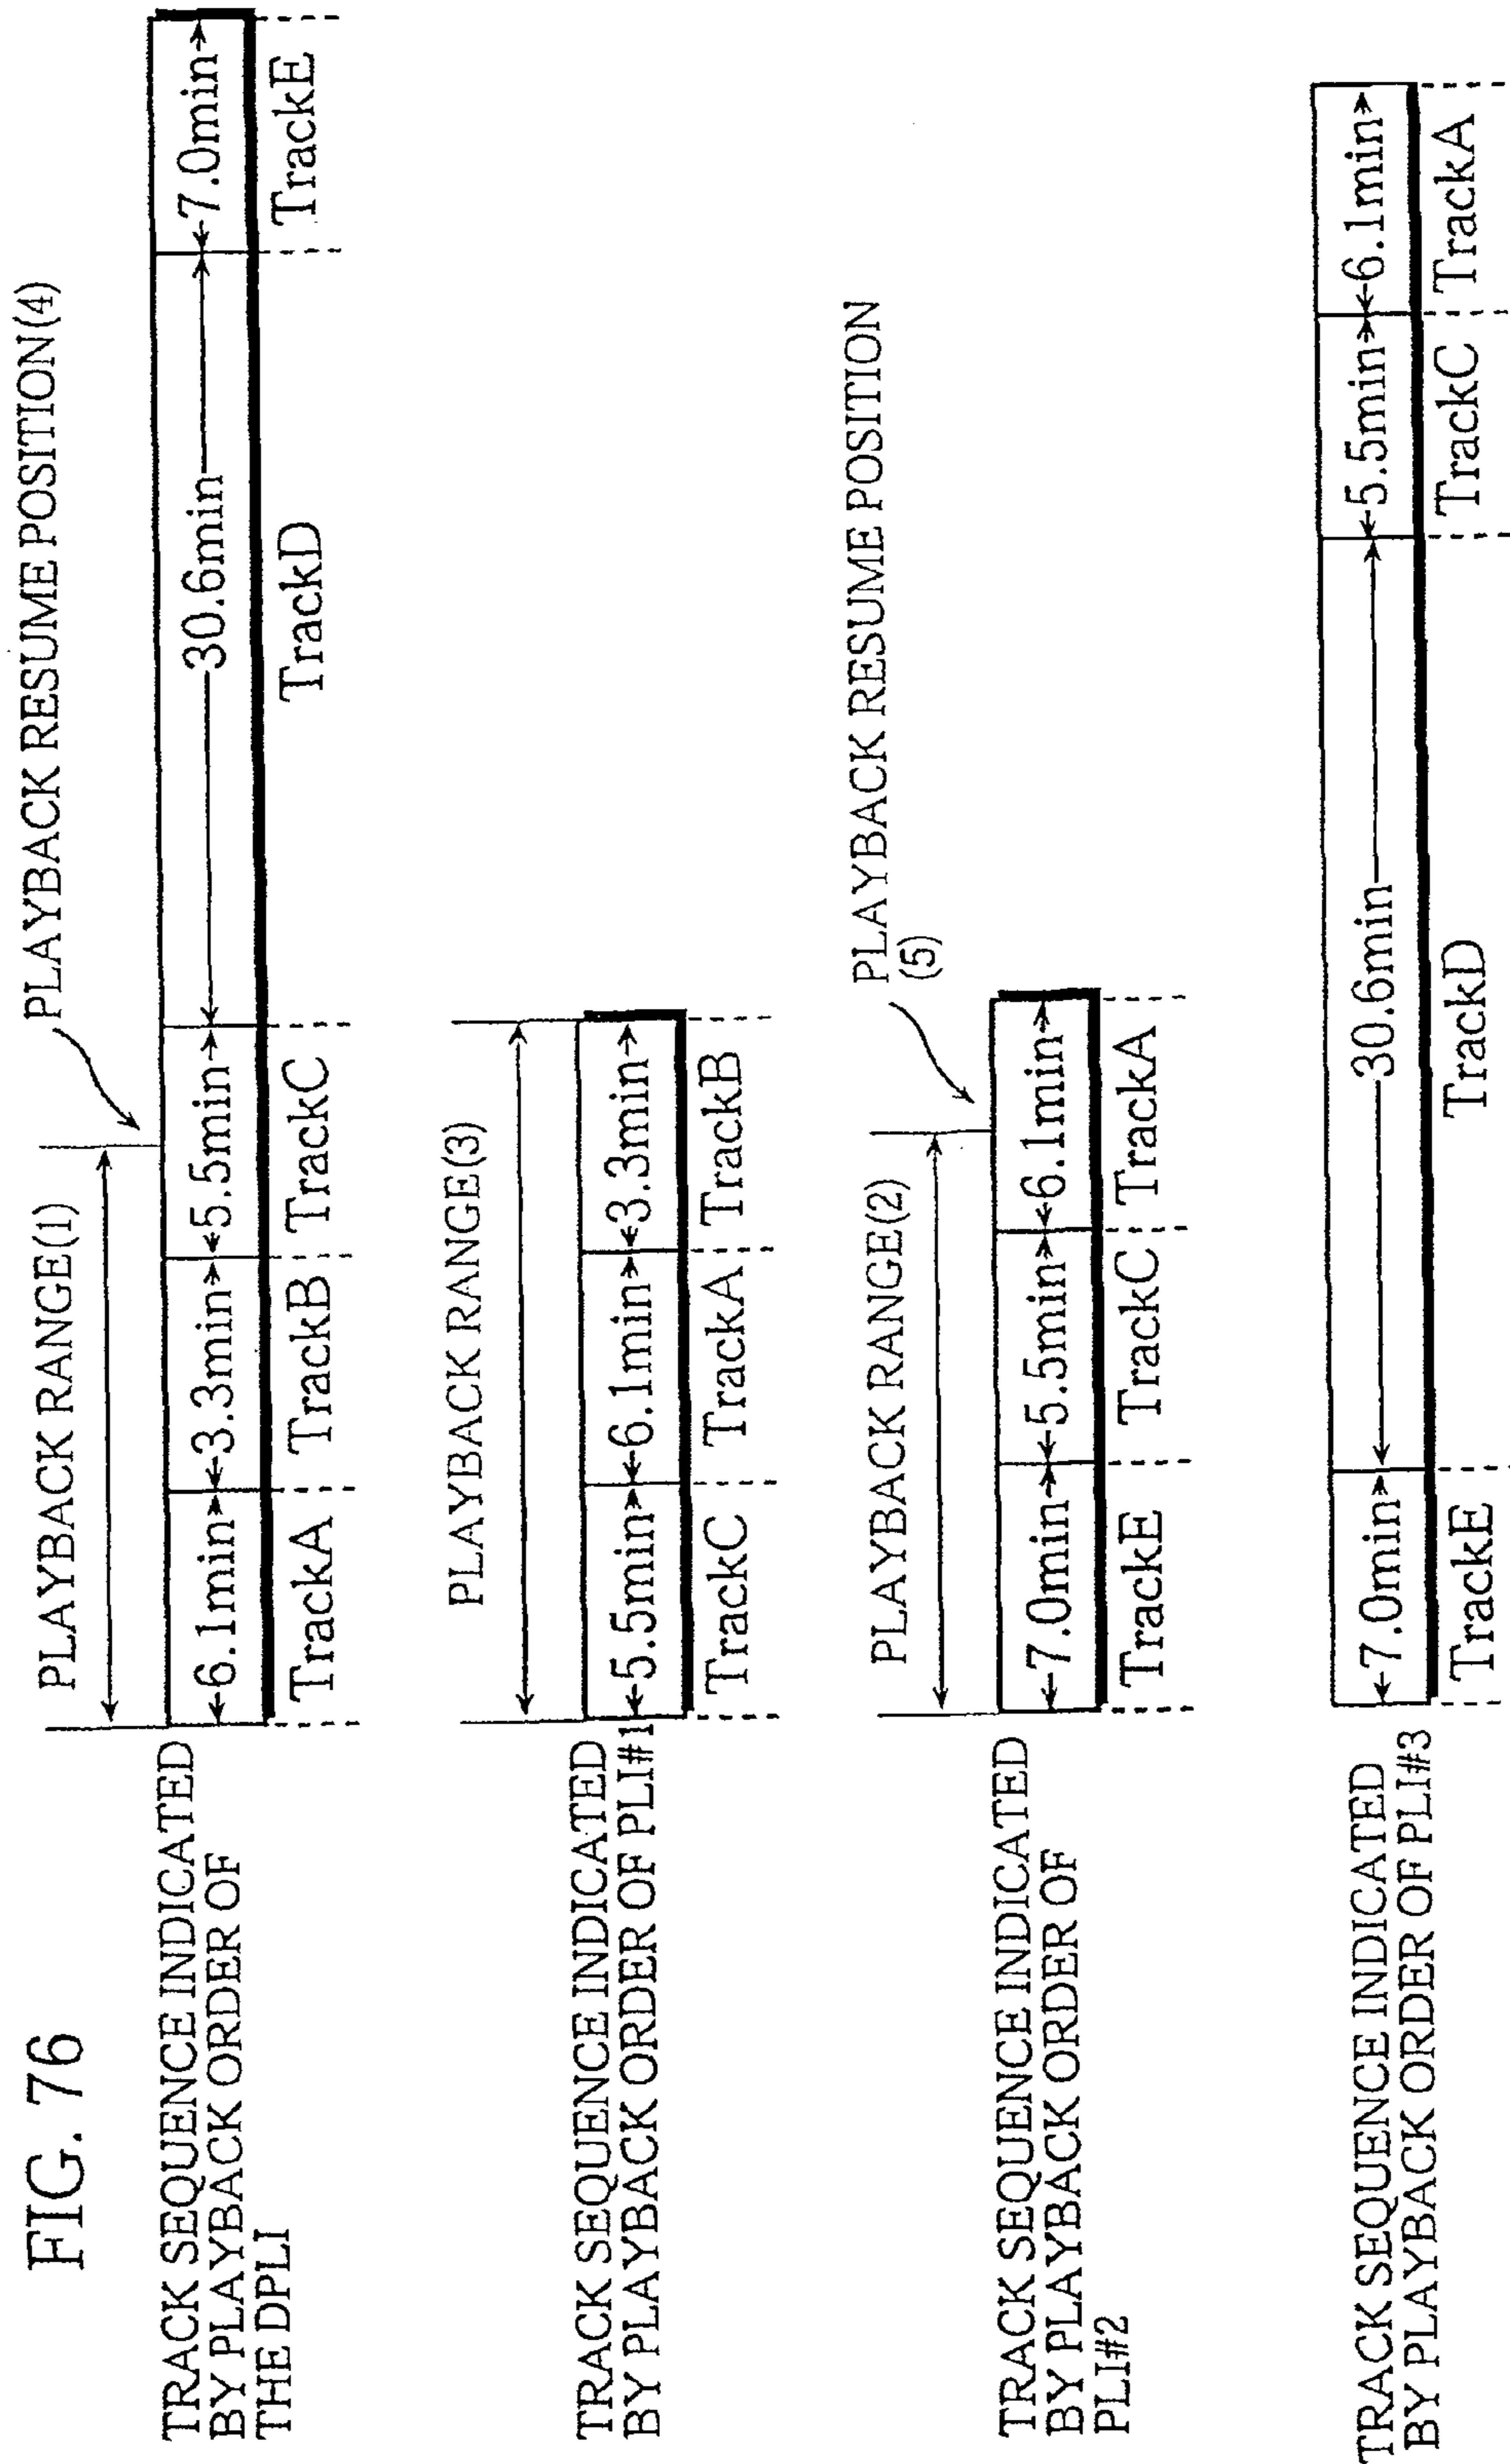 FIG. 76
PLAYBACK RESUME POSITION(4)
PLAYBACK RANGE(1)
TRACK SEQUENCE INDICATED
BY PLAYBACK ORDER OF
THE DPLI
6.1min
3.3min
5.5min
30.6min
7.0min
TrackA
TrackB
TrackC
TrackD
TrackE
PLAYBACK RANGE(3)
TRACK SEQUENCE INDICATED
BY PLAYBACK ORDER OF PLI#1
5.5min
6.1min
3.3min
TrackC
TrackA
TrackB
PLAYBACK RESUME POSITION
(5)
PLAYBACK RANGE(2)
TRACK SEQUENCE INDICATED
BY PLAYBACK ORDER OF
PLI#2
7.0min
5.5min
6.1min
TrackE
TrackC
TrackA
TRACK SEQUENCE INDICATED
BY PLAYBACK ORDER OF PLI#3
7.0min
30.6min
5.5min
6.1min
TrackE
TrackD
TrackC
TrackA